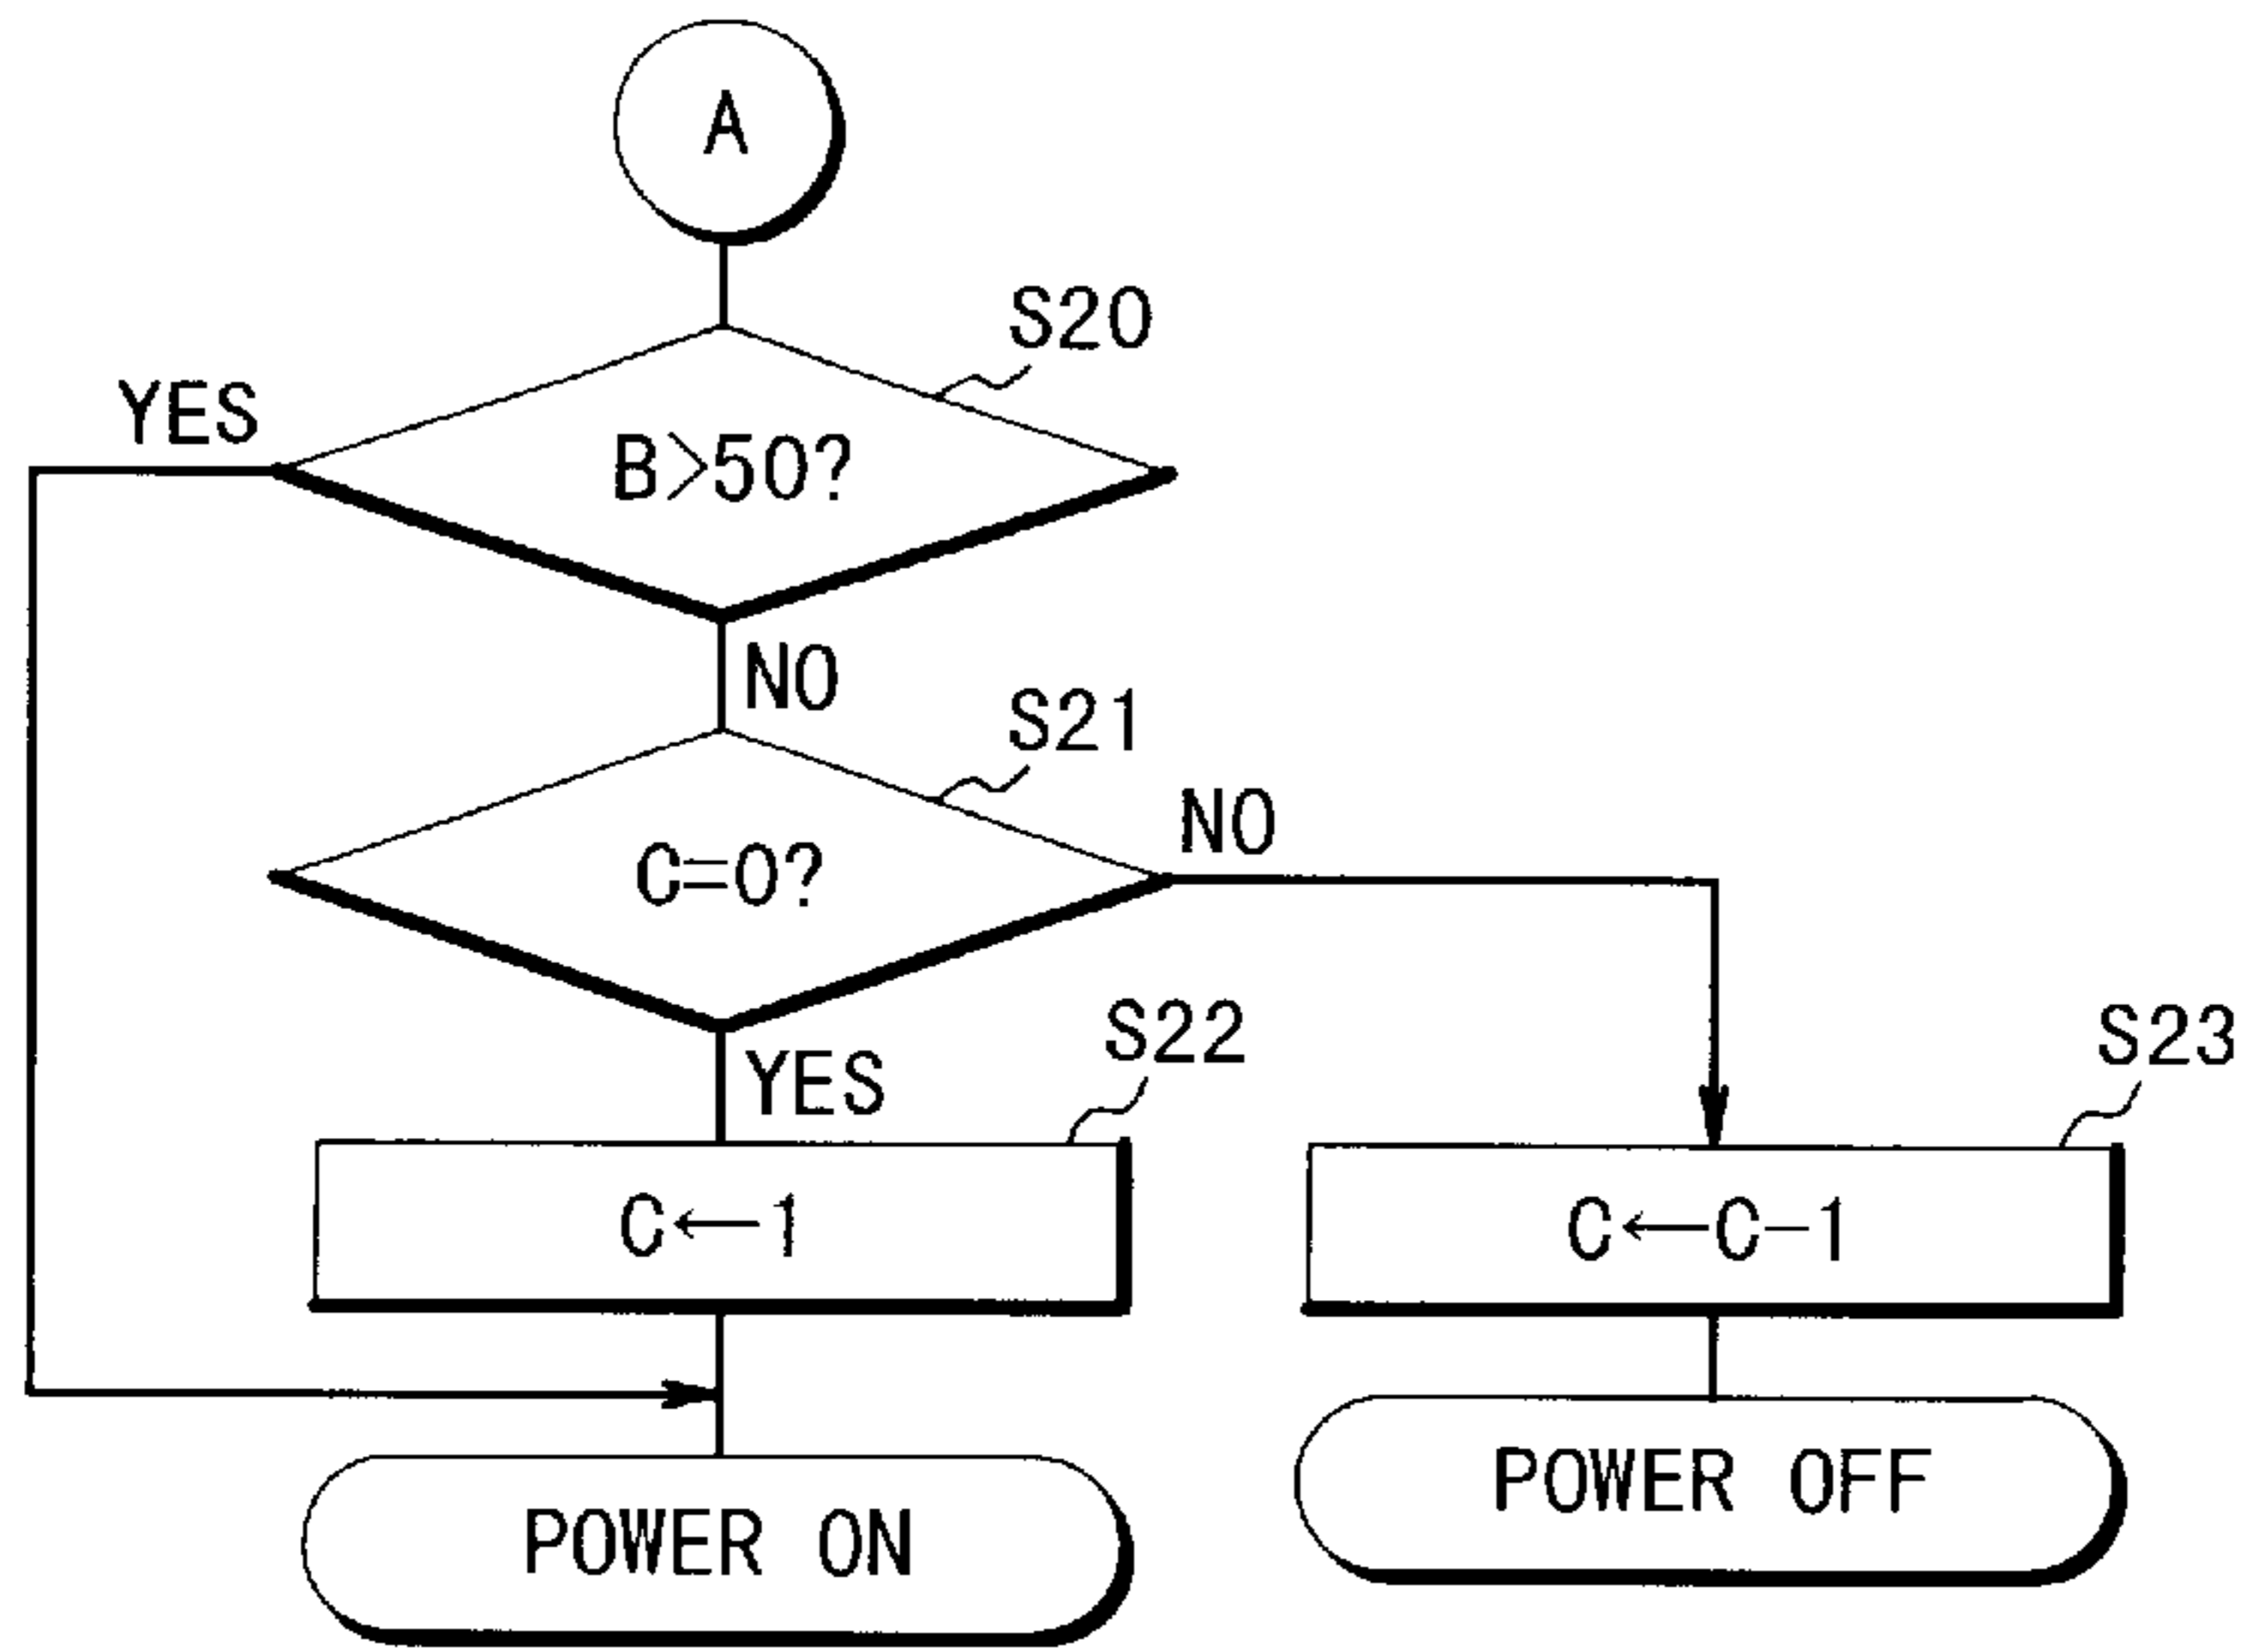 A
S20
YES
B>50?
NO
S21
NO
C=0?
S22
S23
YES
C←1
C←C-1
POWER OFF
POWER ON